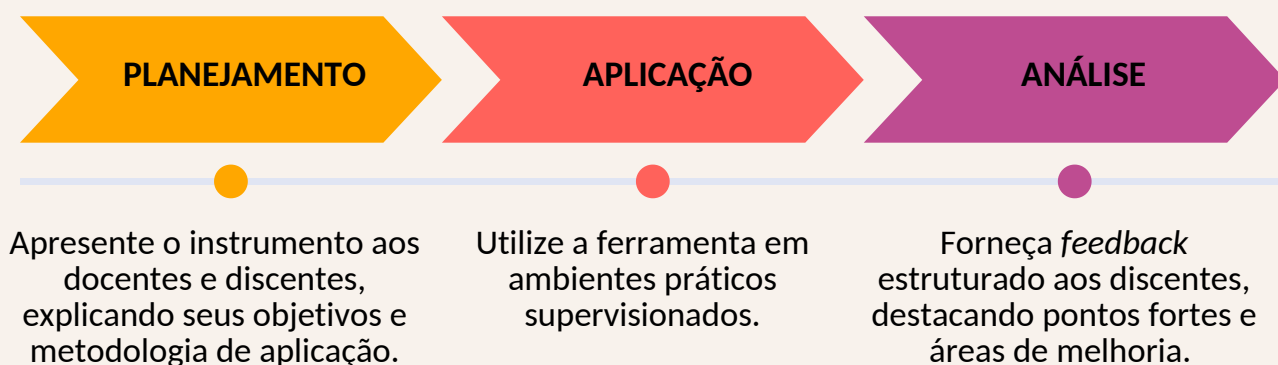 PLANEJAMENTO
Apresente o instrumento aos
docentes e discentes,
explicando seus objetivos e
metodologia de aplicação.
APLICAÇÃO
Utilize a ferramenta em
ambientes práticos
supervisionados.
ANÁLISE
Forneça feedback
estruturado aos discentes,
destacando pontos fortes e
áreas de melhoria.